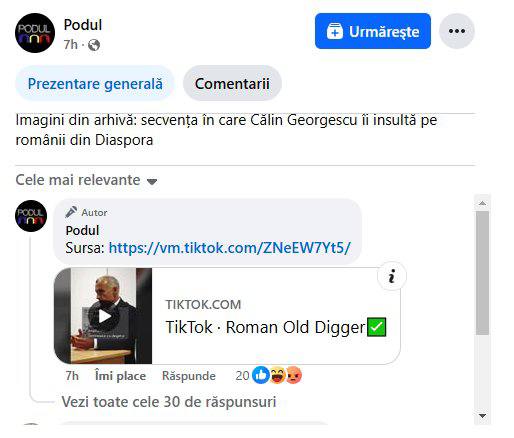 PODUL
Podul
7h
Urmărește
Prezentare generală
Comentarii
Imagini din arhivă: secvența în care Călin Georgescu îi insultă pe
românii din Diaspora
Cele mai relevante
PODUL
Autor
Podul
Sursa: https://vm.tiktok.com/ZNeEW7Yt5/
TIKTOK.COM
TikTok · Roman Old Digger✅
7h Îmi place Răspunde 20
Vezi toate cele 30 de răspunsuri